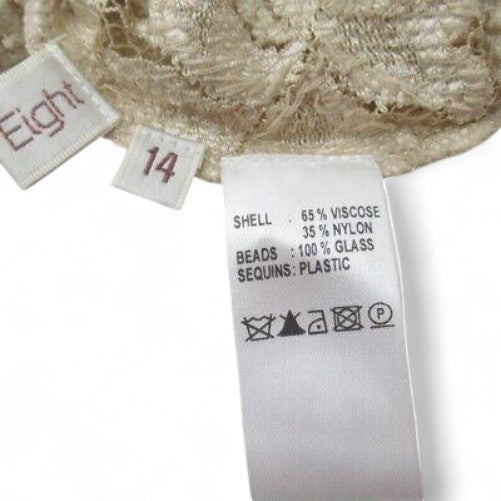 Eight
14
SHELL : 65 % VISCOSE
35 % NYLON
BEADS : 100 % GLASS
SEQUINS : PLASTIC
P